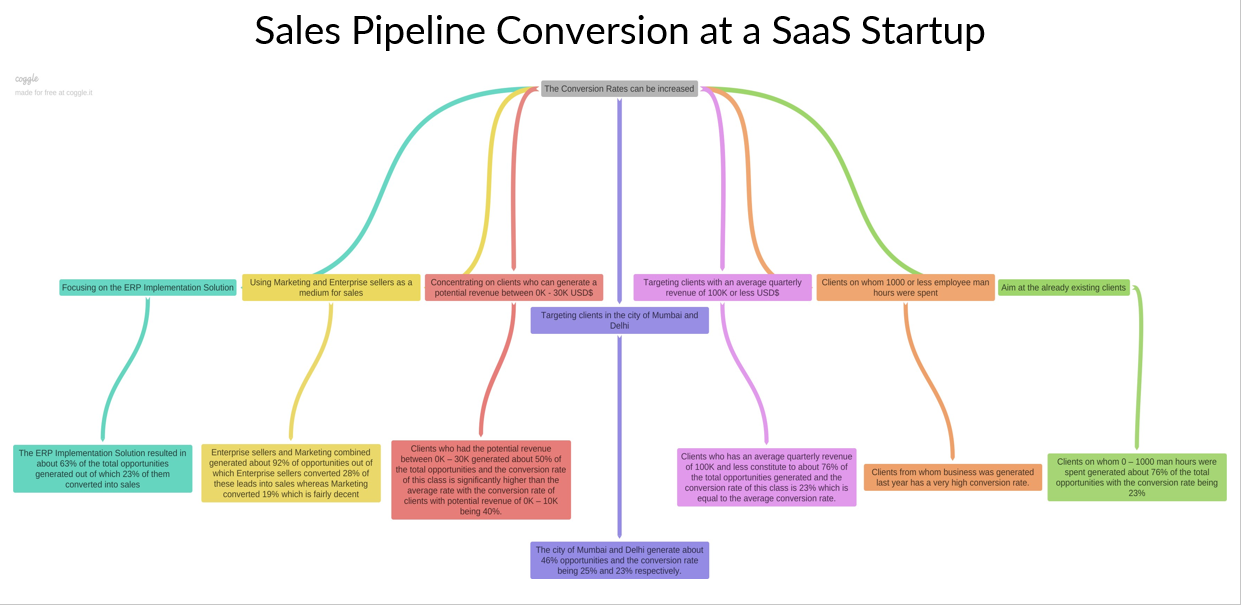 Sales Pipeline Conversion at a SaaS Startup
coggle
made for free at coggle.it
The Conversion Rates can be increased
Focusing on the ERP Implementation Solution
Using Marketing and Enterprise sellers as a
medium for sales
Concentrating on clients who can generate a
potential revenue between 0K - 30K USD$
Targeting clients in the city of Mumbai and
Delhi
Targeting clients with an average quarterly
revenue of 100K or less USD$
Clients on whom 1000 or less employee man
hours were spent
Aim at the already existing clients
The ERP Implementation Solution resulted in
about 63% of the total opportunities
generated out of which 23% of them
converted into sales
Enterprise sellers and Marketing combined
generated about 92% of opportunities out of
which Enterprise sellers converted 28% of
these leads into sales whereas Marketing
converted 19% which is fairly decent
Clients who had the potential revenue
between 0K – 30K generated about 50% of
the total opportunities and the conversion rate
of this class is significantly higher than the
average rate with the conversion rate of
clients with potential revenue of 0K – 10K
being 40%.
The city of Mumbai and Delhi generate about
46% opportunities and the conversion rate
being 25% and 23% respectively.
Clients who has an average quarterly revenue
of 100K and less constitute to about 76% of
the total opportunities generated and the
conversion rate of this class is 23% which is
equal to the average conversion rate.
Clients from whom business was generated
last year has a very high conversion rate.
Clients on whom 0 – 1000 man hours were
spent generated about 76% of the total
opportunities with the conversion rate being
23%